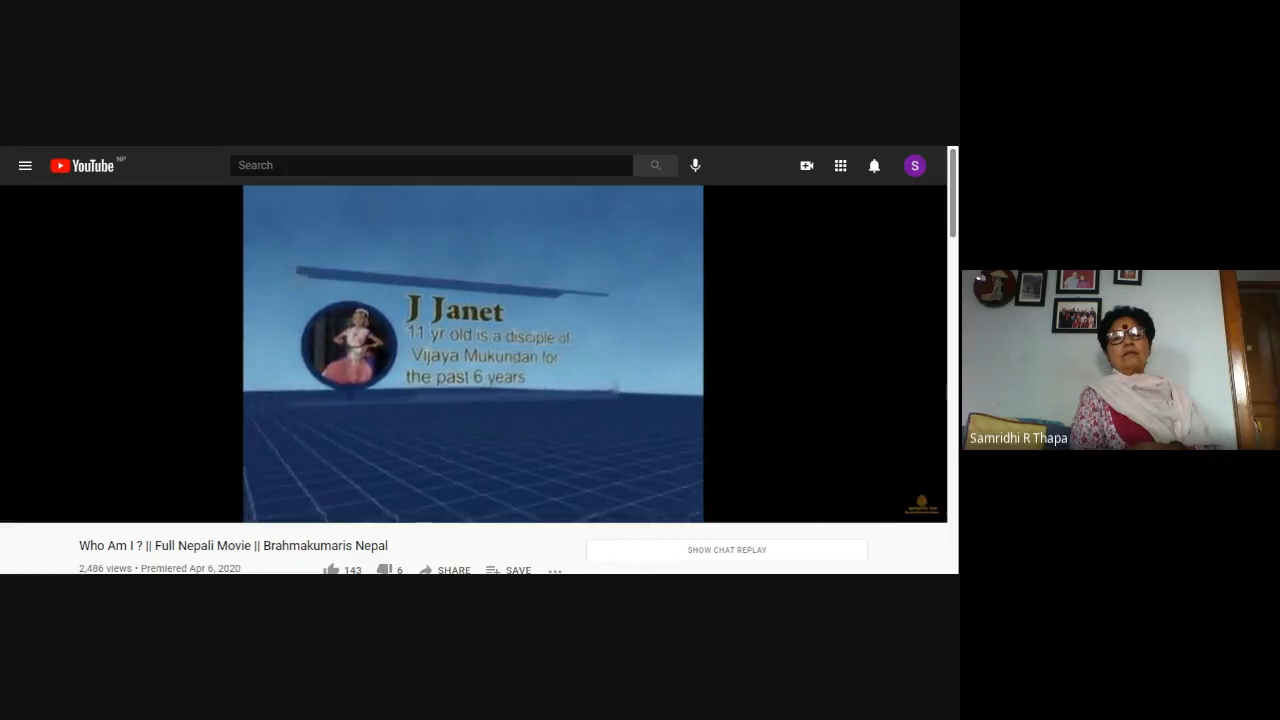 YouTube NP
Search
S
J Janet
11 yr old is a disciple of
Vijaya Mukundan for
the past 6 years
Who Am I ? || Full Nepali Movie || Brahmakumaris Nepal
SHOW CHAT REPLAY
2,486 views • Premiered Apr 6, 2020
143
6
SHARE
SAVE
Samridhi R Thapa